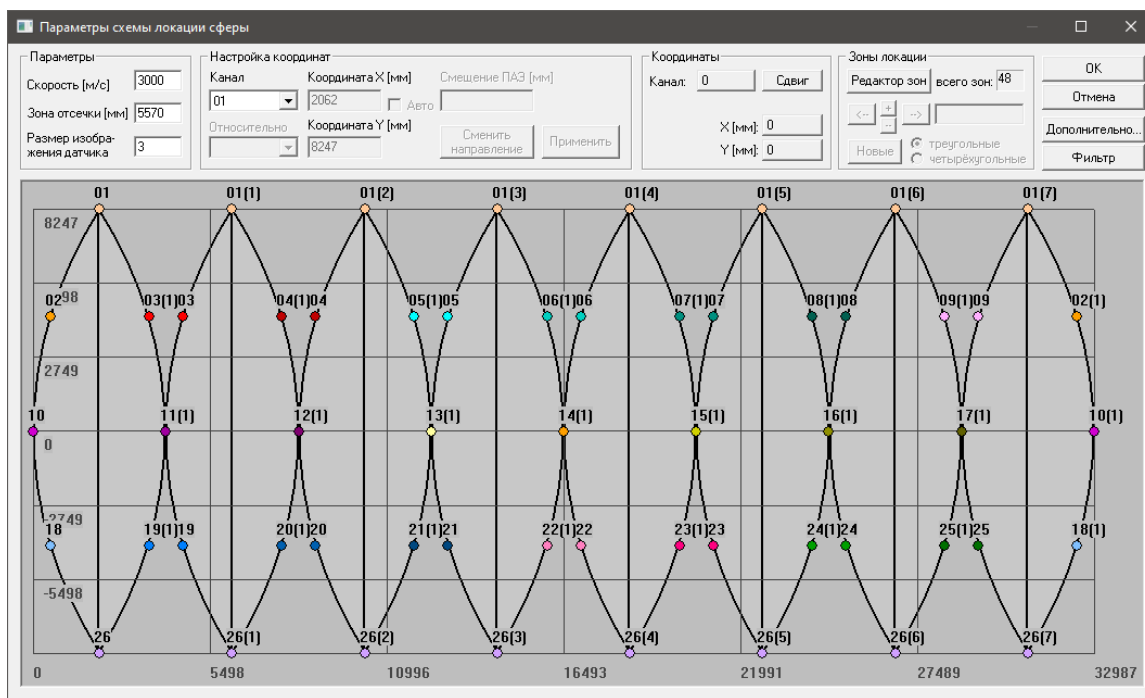 Параметры схемы локации сферы
Параметры
Скорость [м/с] 3000
Зона отсечки [мм] 5570
Размер изобра-
жения датчика 3
Настройка координат
Канал Координата X [мм] Смещение ПАЭ [мм]
01 2062 Авто
Относительно Координата Y [мм]
8247 Сменить
направление Применить
Координаты
Канал: 0 Сдвиг
X [мм]: 0
Y [мм]: 0
Зоны локации
Редактор зон всего зон: 48
<-- + -- -->
Новые треугольные
четырёхугольные
OK
Отмена
Дополнительно...
Фильтр
01 01(1) 01(2) 01(3) 01(4) 01(5) 01(6) 01(7)
8247
02 98 03(1)03 04(1)04 05(1)05 06(1)06 07(1)07 08(1)08 09(1)09 02(1)
2749
10 11(1) 12(1) 13(1) 14(1) 15(1) 16(1) 17(1) 10(1)
0
-2749
18 19(1)19 20(1)20 21(1)21 22(1)22 23(1)23 24(1)24 25(1)25 18(1)
-5498
26 26(1) 26(2) 26(3) 26(4) 26(5) 26(6) 26(7)
0 5498 10996 16493 21991 27489 32987